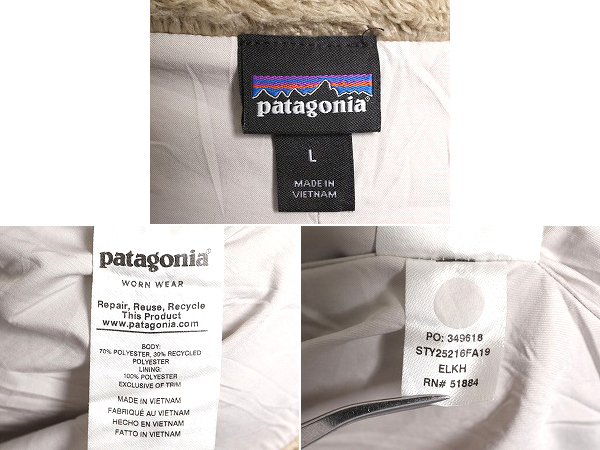 patagonia®
L
MADE IN
VIETNAM
patagonia®
WORN WEAR
Repair, Reuse, Recycle
This Product
www.patagonia.com
BODY:
70% POLYESTER, 30% RECYCLED
POLYESTER
LINING:
100% POLYESTER
EXCLUSIVE OF TRIM
MADE IN VIETNAM
FABRIQUÉ AU VIETNAM
HECHO EN VIETNAM
FATTO IN VIETNAM
PO: 349618
STY25216FA19
ELKH
RN# 51884